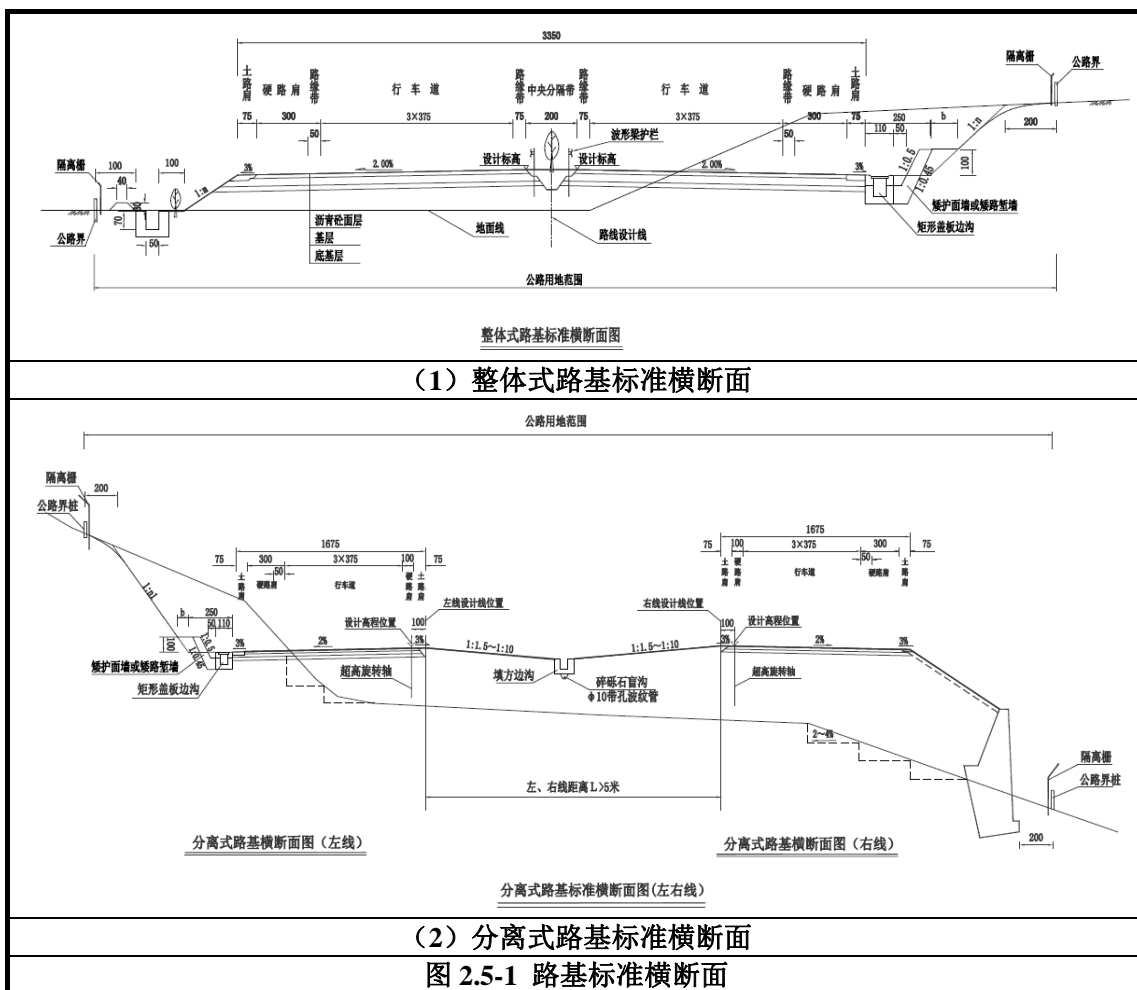 3350
土路肩 硬路肩 路缘带 行车道 路缘带 中央分隔带 路缘带 行车道 路缘带 硬路肩 土路肩
隔离栅
公路界
75 300 3×375 75 200 75 3×375 300 75 250 b
50 50 110 50 200
1:n
波形梁护栏
隔离栅 100 100
设计标高 设计标高
3% 2.00% 2.00% 3%
1:0.5 100
1:0.45
40
1:m
70
50
公路界
矮护面墙或矮路堑墙
矩形盖板边沟
沥青砼面层
基层
底基层
地面线
路线设计线
公路用地范围
整体式路基标准横断面图
(1)整体式路基标准横断面
公路用地范围
隔离栅
200
公路界桩
1675 1675
75 300 3×375 100 75
75 100 3×375 300 75
50 50
土路肩 硬路肩 行车道 硬路肩 土路肩
土路肩 硬路肩 行车道 硬路肩 土路肩
1:n1
左线设计线位置 右线设计线位置
b 250
50 110
100 100
设计高程位置 设计高程位置
100 1:0.5
1:0.45
3% 2% 3% 1:1.5~1:10 1:1.5~1:10 3% 2% 3%
矮护面墙或矮路堑墙
矩形盖板边沟
超高旋转轴
填方边沟
碎砾石盲沟
Φ10带孔波纹管
超高旋转轴
2~4%
隔离栅
公路界桩
左、右线距离L>5米
200
分离式路基横断面图(左线) 分离式路基横断面图(右线)
分离式路基标准横断面图(左右线)
(2)分离式路基标准横断面
图 2.5-1 路基标准横断面